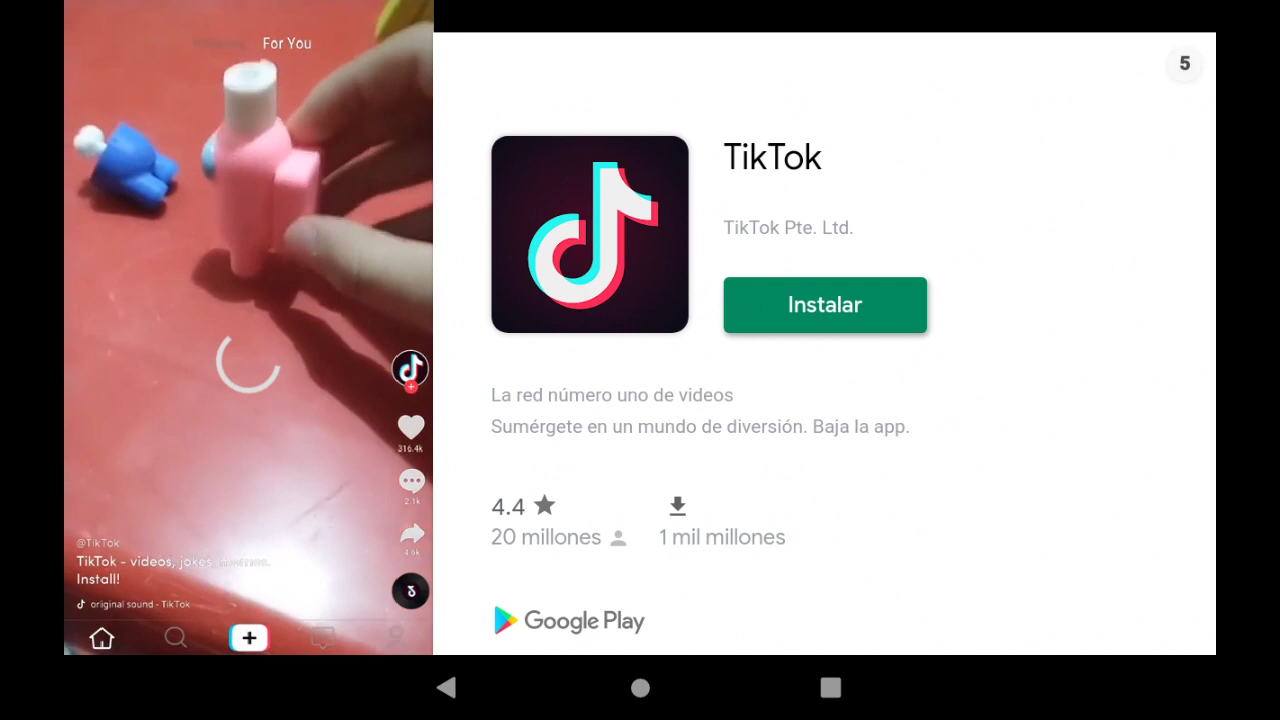 For You
316.4k
2.1k
4.6k
@TikTok
TikTok - videos, jokes
Install!
original sound - TikTok
5
TikTok
TikTok Pte. Ltd.
Instalar
La red número uno de videos
Sumérgete en un mundo de diversión. Baja la app.
4.4
20 millones
1 mil millones
Google Play